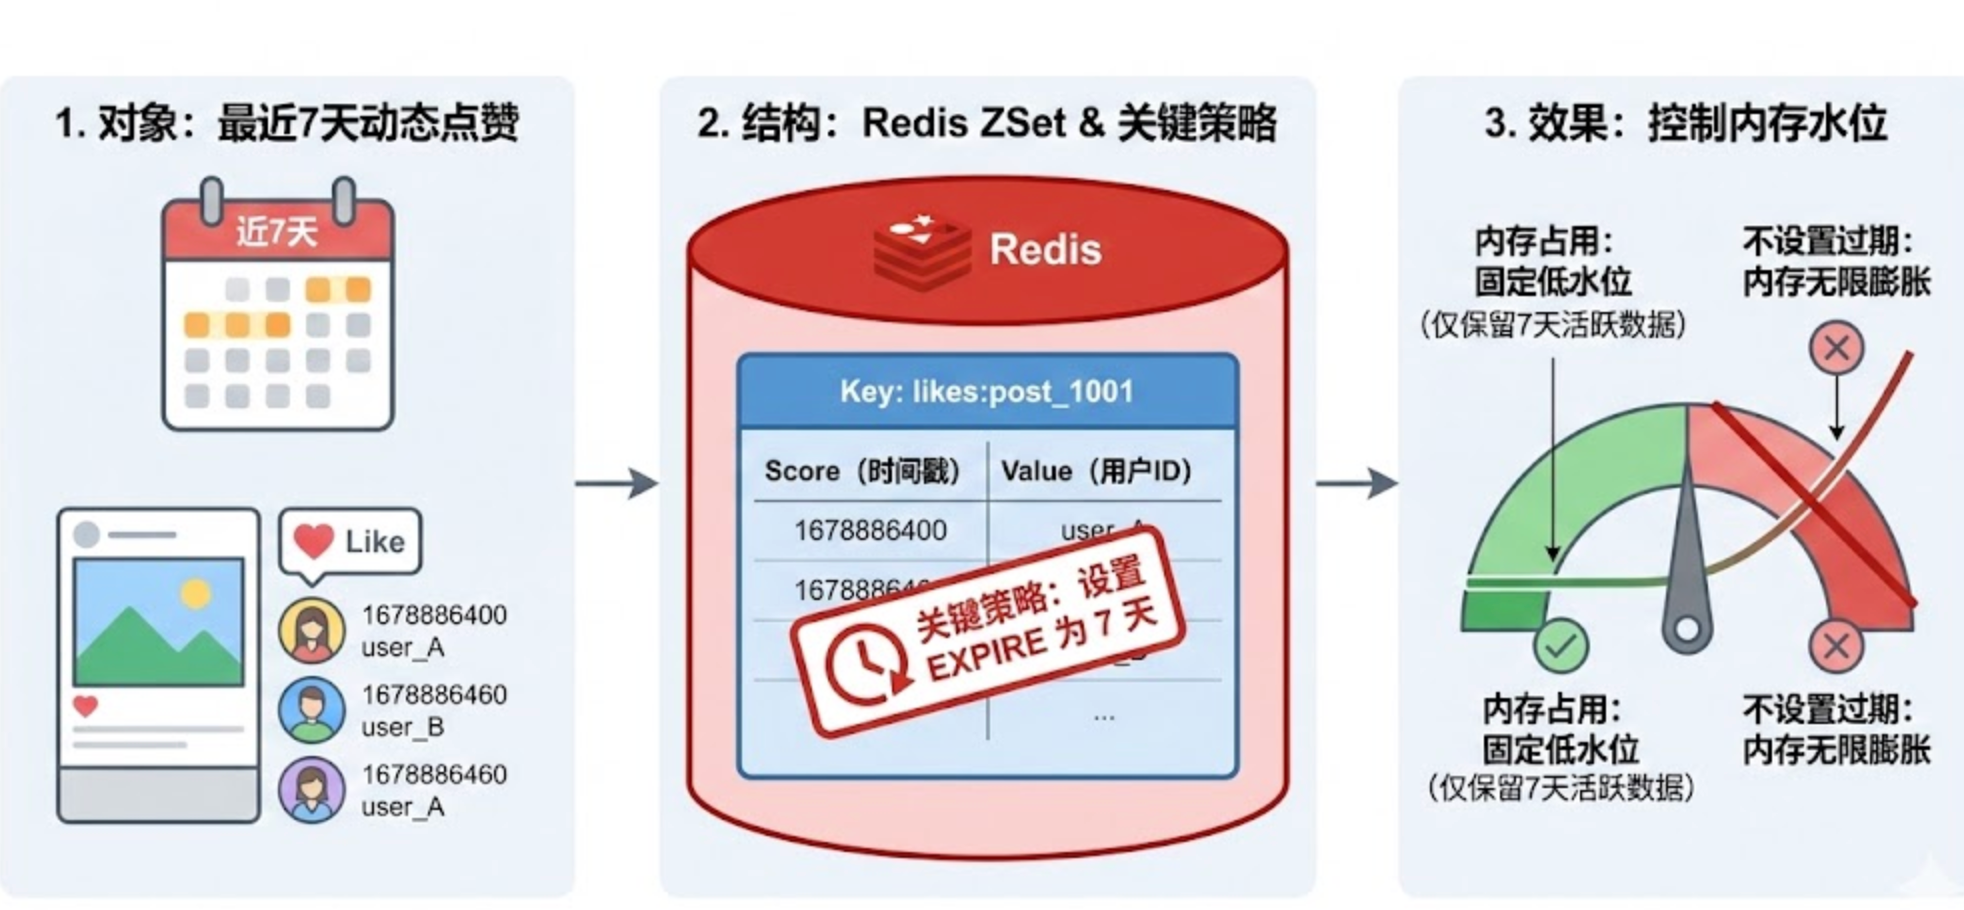 1. 对象：最近7天动态点赞
近7天
Like
1678886400
user_A
1678886460
user_B
1678886460
user_A
2. 结构：Redis ZSet & 关键策略
Redis
Key: likes:post_1001
Score（时间戳）
Value（用户ID）
1678886400
关键策略：设置
EXPIRE 为 7 天
...
3. 效果：控制内存水位
内存占用：
固定低水位
（仅保留7天活跃数据）
不设置过期：
内存无限膨胀
内存占用：
固定低水位
（仅保留7天活跃数据）
不设置过期：
内存无限膨胀